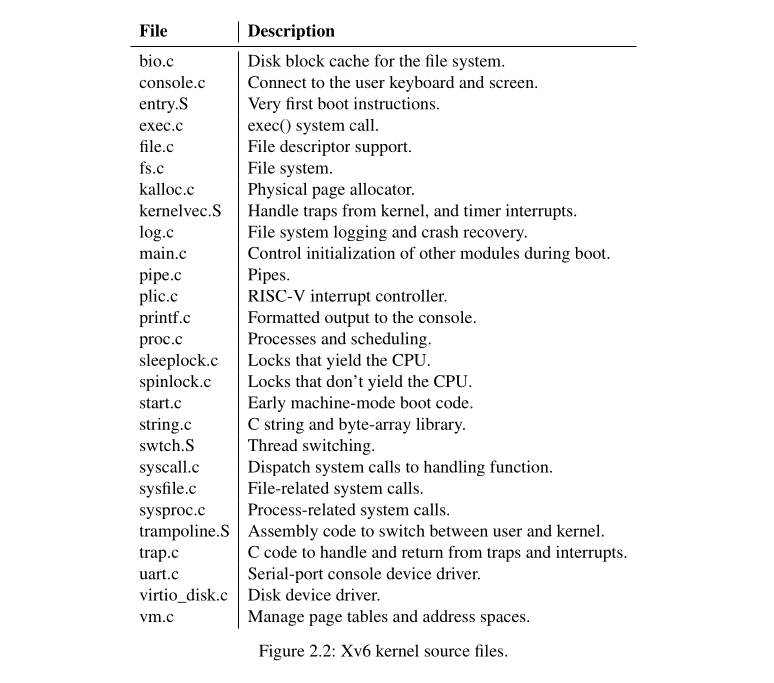 File Description
bio.c Disk block cache for the file system.
console.c Connect to the user keyboard and screen.
entry.S Very first boot instructions.
exec.c exec() system call.
file.c File descriptor support.
fs.c File system.
kalloc.c Physical page allocator.
kernelvec.S Handle traps from kernel, and timer interrupts.
log.c File system logging and crash recovery.
main.c Control initialization of other modules during boot.
pipe.c Pipes.
plic.c RISC-V interrupt controller.
printf.c Formatted output to the console.
proc.c Processes and scheduling.
sleeplock.c Locks that yield the CPU.
spinlock.c Locks that don’t yield the CPU.
start.c Early machine-mode boot code.
string.c C string and byte-array library.
swtch.S Thread switching.
syscall.c Dispatch system calls to handling function.
sysfile.c File-related system calls.
sysproc.c Process-related system calls.
trampoline.S Assembly code to switch between user and kernel.
trap.c C code to handle and return from traps and interrupts.
uart.c Serial-port console device driver.
virtio_disk.c Disk device driver.
vm.c Manage page tables and address spaces.
Figure 2.2: Xv6 kernel source files.